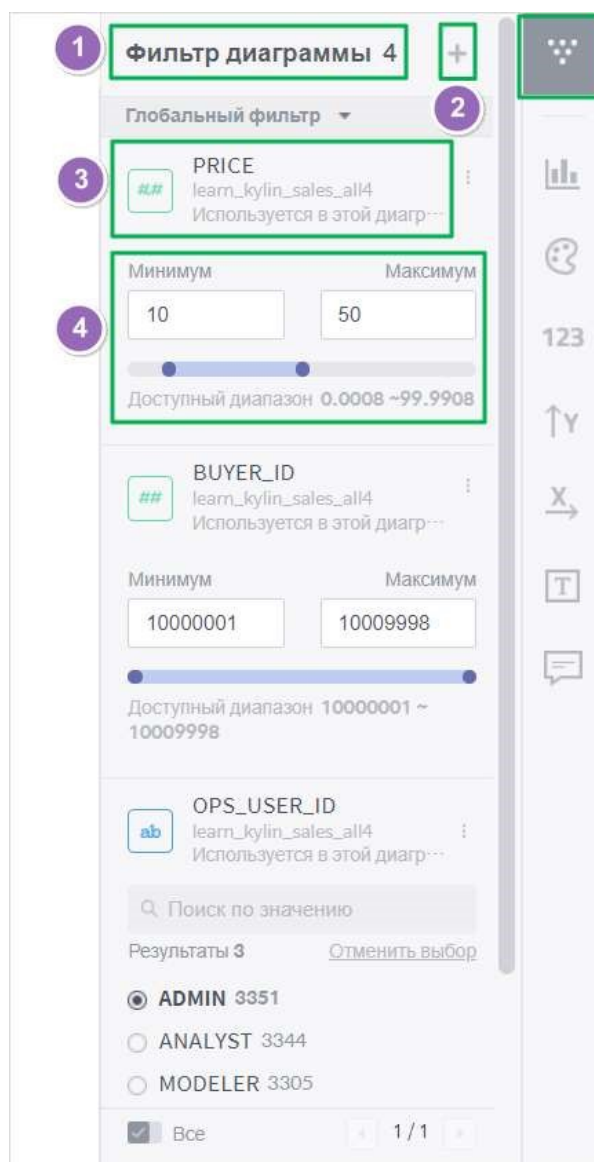 1
Фильтр диаграммы 4
+
2
Глобальный фильтр
3
#.#
PRICE
learn_kylin_sales_all4
Используется в этой диагр···
4
Минимум Максимум
10 50
Доступный диапазон 0.0008 ~99.9908
##
BUYER_ID
learn_kylin_sales_all4
Используется в этой диагр···
Минимум Максимум
10000001 10009998
Доступный диапазон 10000001 ~
10009998
ab
OPS_USER_ID
learn_kylin_sales_all4
Используется в этой диагр···
Поиск по значению
Результаты 3 Отменить выбор
ADMIN 3351
ANALYST 3344
MODELER 3305
Все 1 / 1
123
Y
X
T